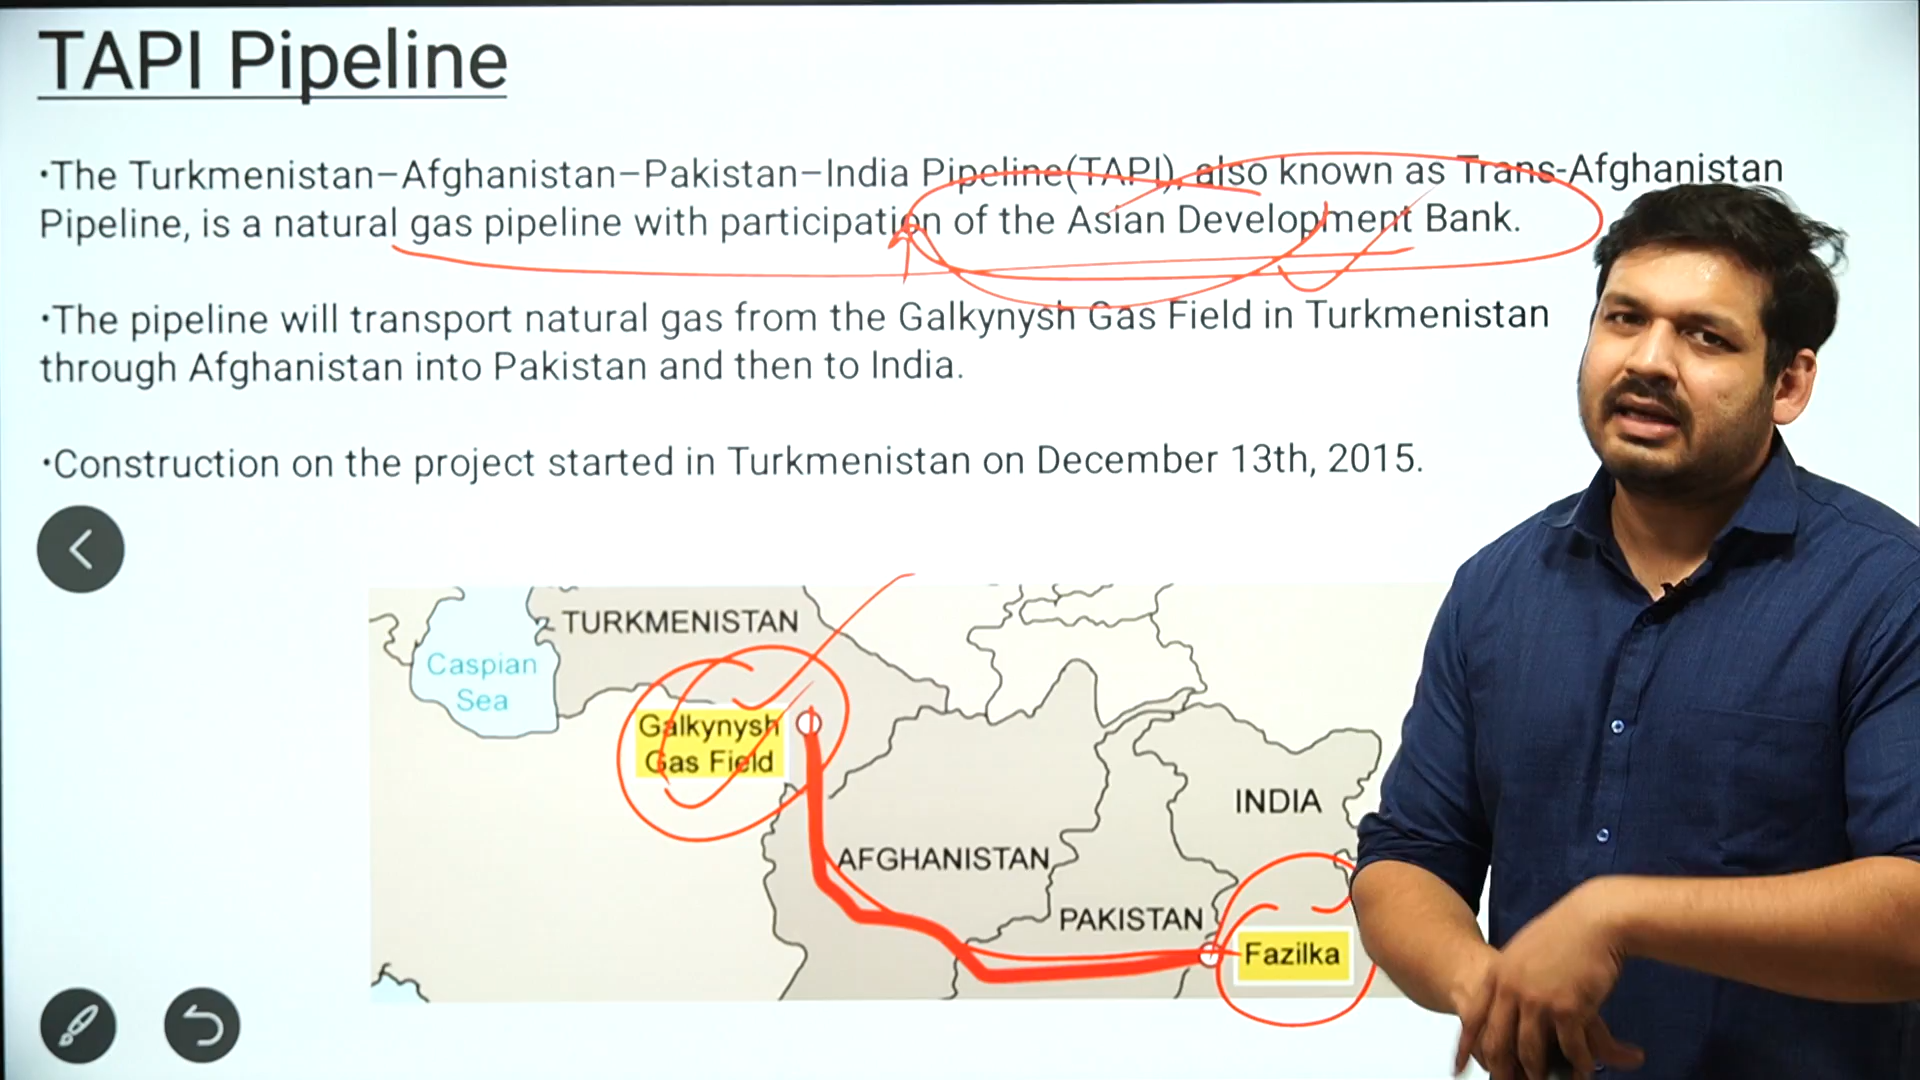 TAPI Pipeline
•The Turkmenistan–Afghanistan–Pakistan–India Pipeline(TAPI), also known as Trans-Afghanistan
Pipeline, is a natural gas pipeline with participation of the Asian Development Bank.
•The pipeline will transport natural gas from the Galkynysh Gas Field in Turkmenistan
through Afghanistan into Pakistan and then to India.
•Construction on the project started in Turkmenistan on December 13th, 2015.
TURKMENISTAN
Caspian
Sea
Galkynysh
Gas Field
INDIA
AFGHANISTAN
PAKISTAN
Fazilka